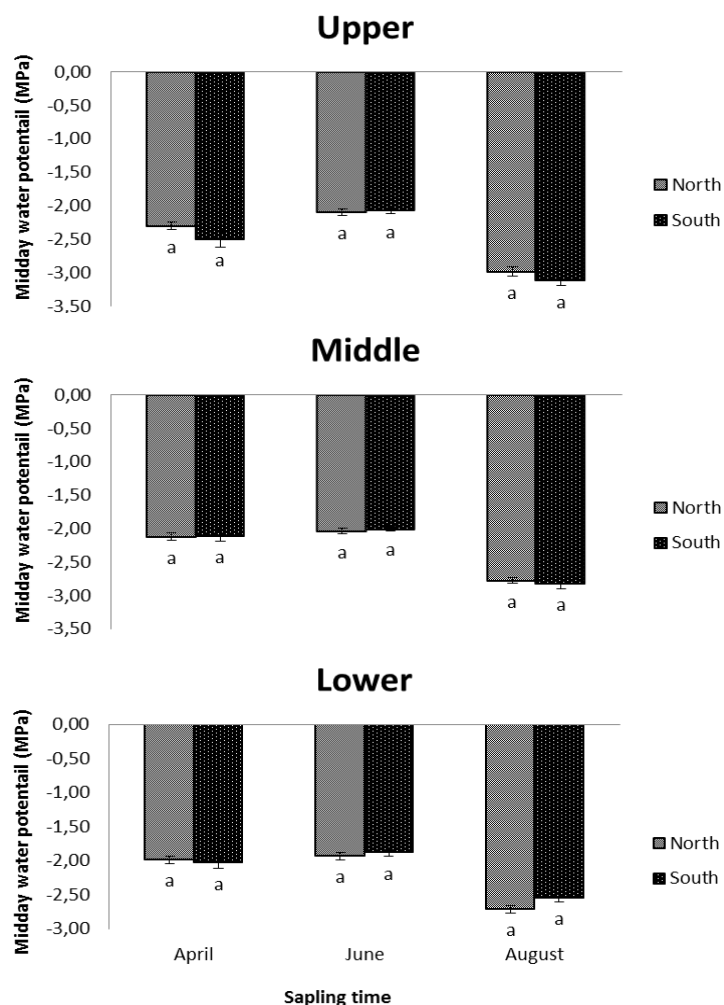 Upper
Midday water potentail (MPa)
0,00
-0,50
-1,00
-1,50
-2,00
-2,50
-3,00
-3,50
a a a a a a
North
South
Middle
Midday water potentail (MPa)
0,00
-0,50
-1,00
-1,50
-2,00
-2,50
-3,00
-3,50
a a a a a a
North
South
Lower
Midday water potentail (MPa)
0,00
-0,50
-1,00
-1,50
-2,00
-2,50
-3,00
a a a a a a
North
South
April June August
Sapling time